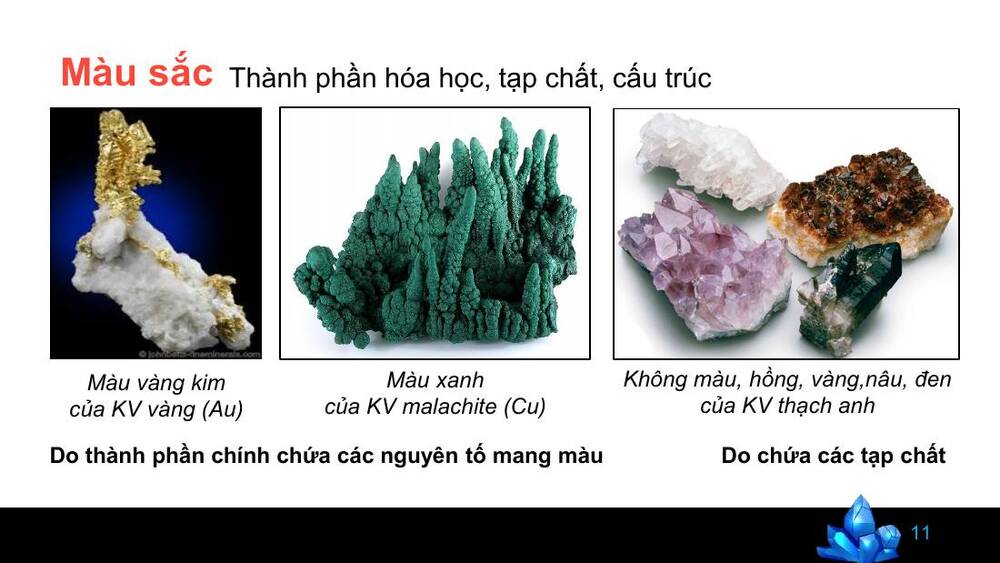 Màu sắc Thành phần hóa học, tạp chất, cấu trúc
Màu vàng kim
của KV vàng (Au)
Màu xanh
của KV malachite (Cu)
Không màu, hồng, vàng,nâu, đen
của KV thạch anh
Do thành phần chính chứa các nguyên tố mang màu
Do chứa các tạp chất
11